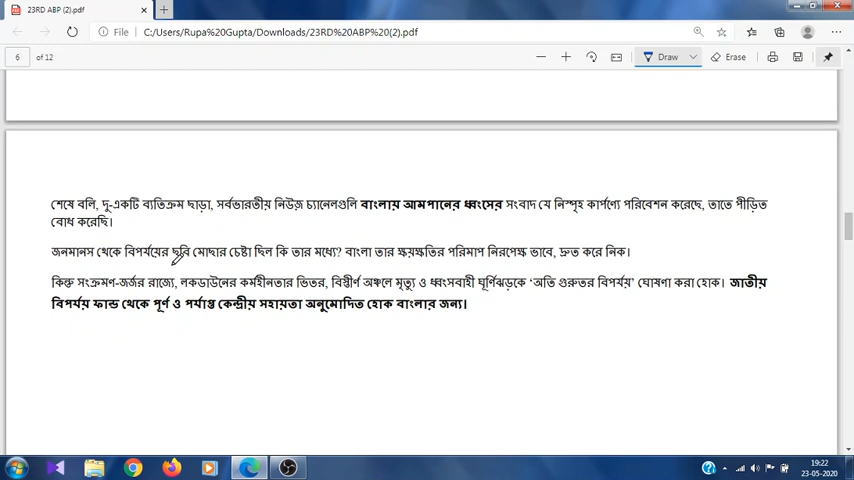 23RD ABP (2).pdf
File C:/Users/Rupa%20Gupta/Downloads/23RD%20ABP%20(2).pdf
6 of 12 Draw Erase
শেষে বলি, দু-একটি ব্যতিক্রম ছাড়া, সর্বভারতীয় নিউজ চ্যানেলগুলি বাংলায় আমপানের ধ্বংসের সংবাদ যে নিস্পৃহ কার্পণ্যে পরিবেশন করেছে, তাতে পীড়িত
বোধ করেছি।
জনমানস থেকে বিপর্যয়ের ছবি মোছার চেষ্টা ছিল কি তার মধ্যে? বাংলা তার ক্ষয়ক্ষতির পরিমাপ নিরপেক্ষ ভাবে, দ্রুত করে নিক।
কিন্তু সংক্রমণ-জর্জর রাজ্যে, লকডাউনের কর্মহীনতার ভিতর, বিস্তীর্ণ অঞ্চলে মৃত্যু ও ধ্বংসবাহী ঘূর্ণিঝড়কে ‘অতি গুরুতর বিপর্যয়’ ঘোষণা করা হোক। জাতীয়
বিপর্যয় ফান্ড থেকে পূর্ণ ও পর্যাপ্ত কেন্দ্রীয় সহায়তা অনুমোদিত হোক বাংলার জন্য।
19:22
23-05-2020